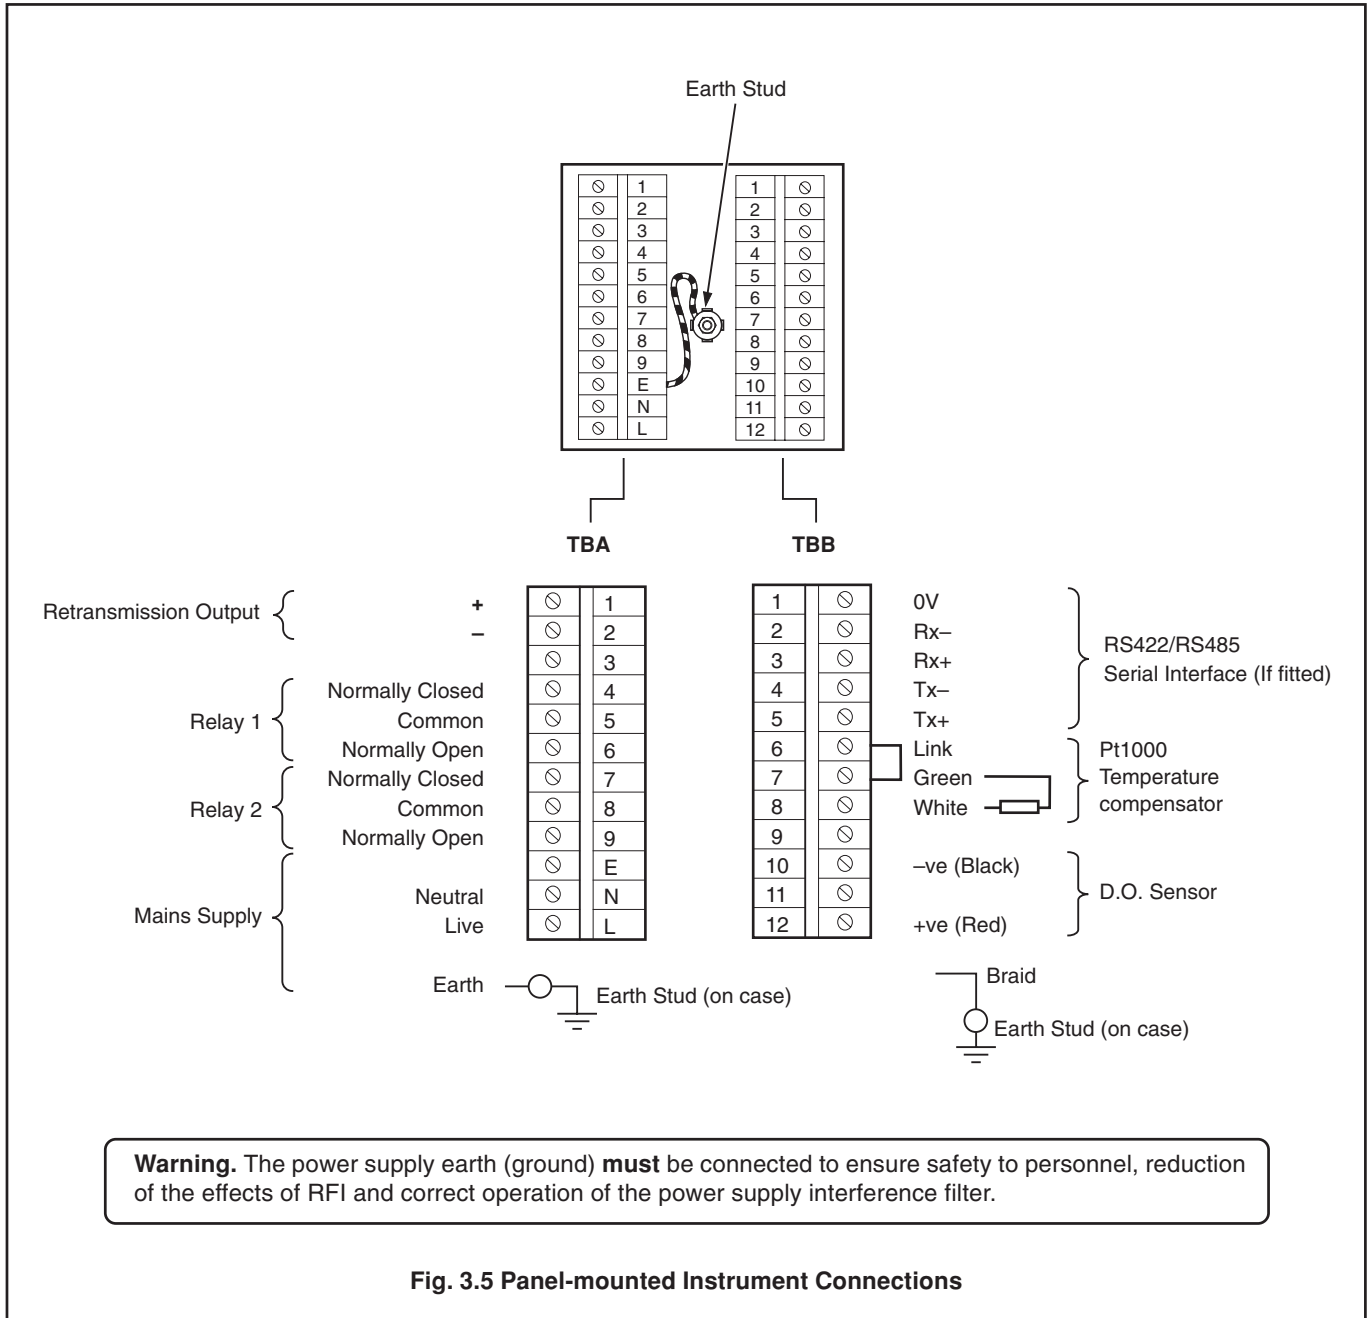 Earth Stud
1 1
2 2
3 3
4 4
5 5
6 6
7 7
8 8
9 9
E 10
N 11
L 12
TBA TBB
Retransmission Output
+ 1
– 2
3
Relay 1
Normally Closed 4
Common 5
Normally Open 6
Relay 2
Normally Closed 7
Common 8
Normally Open 9
Mains Supply
E
Neutral N
Live L
Earth
Earth Stud (on case)
1 0V
2 Rx–
3 Rx+
4 Tx–
5 Tx+
RS422/RS485
Serial Interface (If fitted)
6 Link
7 Green
8 White
Pt1000
Temperature
compensator
9
10 –ve (Black)
11
12 +ve (Red)
D.O. Sensor
Braid
Earth Stud (on case)
Warning. The power supply earth (ground) must be connected to ensure safety to personnel, reduction
of the effects of RFI and correct operation of the power supply interference filter.
Fig. 3.5 Panel-mounted Instrument Connections